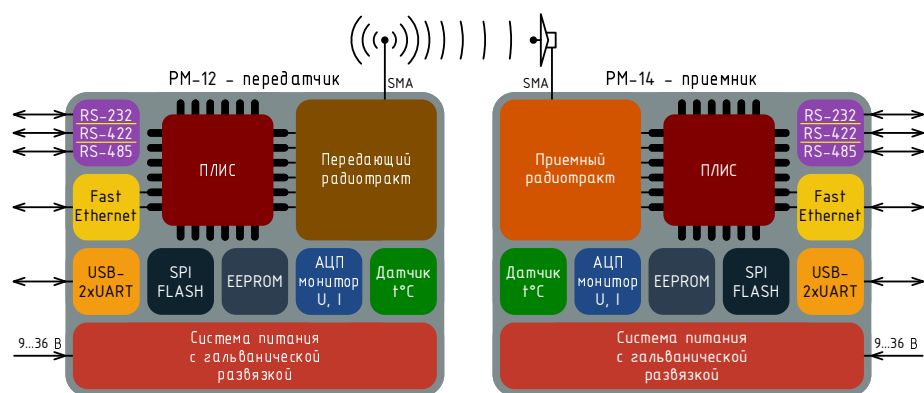 РМ-12 - передатчик
SMA
RS-232
RS-422
RS-485
ПЛИС
Передающий
радиотракт
Fast
Ethernet
USB-
2xUART
SPI
FLASH
EEPROM
АЦП
монитор
U, I
Датчик
t°C
9...36 В
Система питания
с гальванической
развязкой
РМ-14 - приемник
SMA
Приемный
радиотракт
ПЛИС
RS-232
RS-422
RS-485
Fast
Ethernet
Датчик
t°C
АЦП
монитор
U, I
EEPROM
SPI
FLASH
USB-
2xUART
Система питания
с гальванической
развязкой
9...36 В